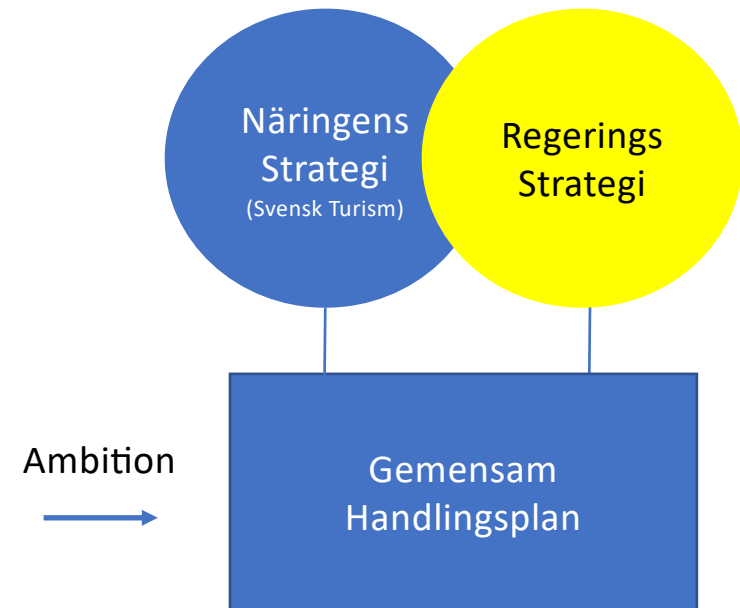 Näringens
Strategi
(Svensk Turism)
Regerings
Strategi
Ambition
Gemensam
Handlingsplan